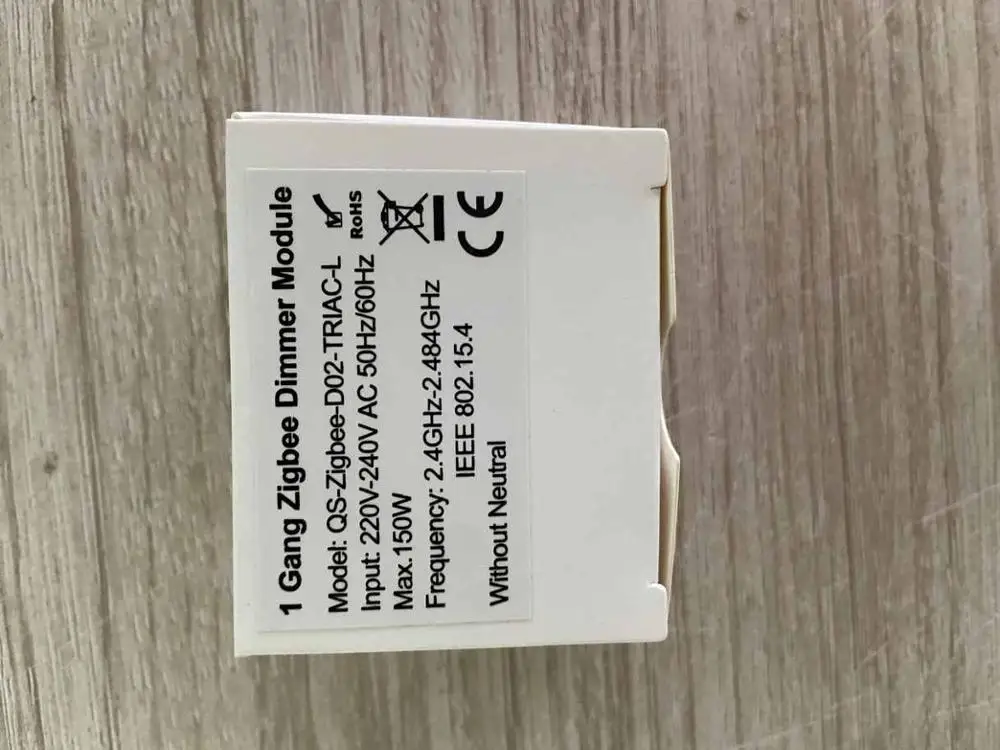 1 Gang Zigbee Dimmer Module
Model: QS-Zigbee-D02-TRIAC-L
Input: 220V-240V AC 50Hz/60Hz
Max.150W
Frequency: 2.4GHz-2.484GHz
IEEE 802.15.4
Without Neutral
RoHS
CE